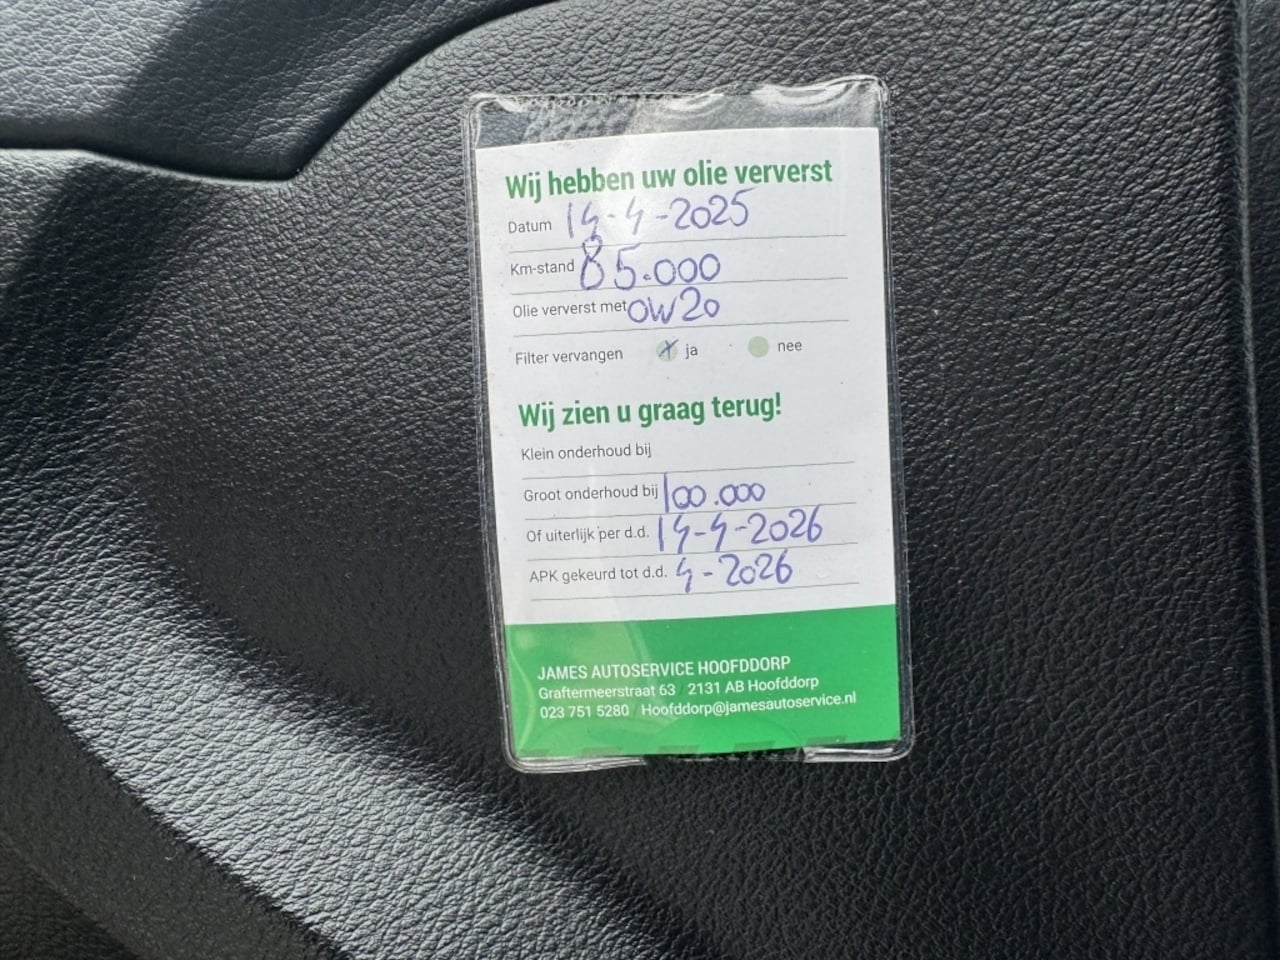 Wij hebben uw olie ververst
Datum 14-4-2025
Km-stand 85.000
Olie ververst met OW20
Filter vervangen X ja nee
Wij zien u graag terug!
Klein onderhoud bij
Groot onderhoud bij 100.000
Of uiterlijk per d.d. 14-4-2026
APK gekeurd tot d.d. 4-2026
JAMES AUTOSERVICE HOOFDDORP
Graftermeerstraat 63 / 2131 AB Hoofddorp
023 751 5280 / Hoofddorp@jamesautoservice.nl